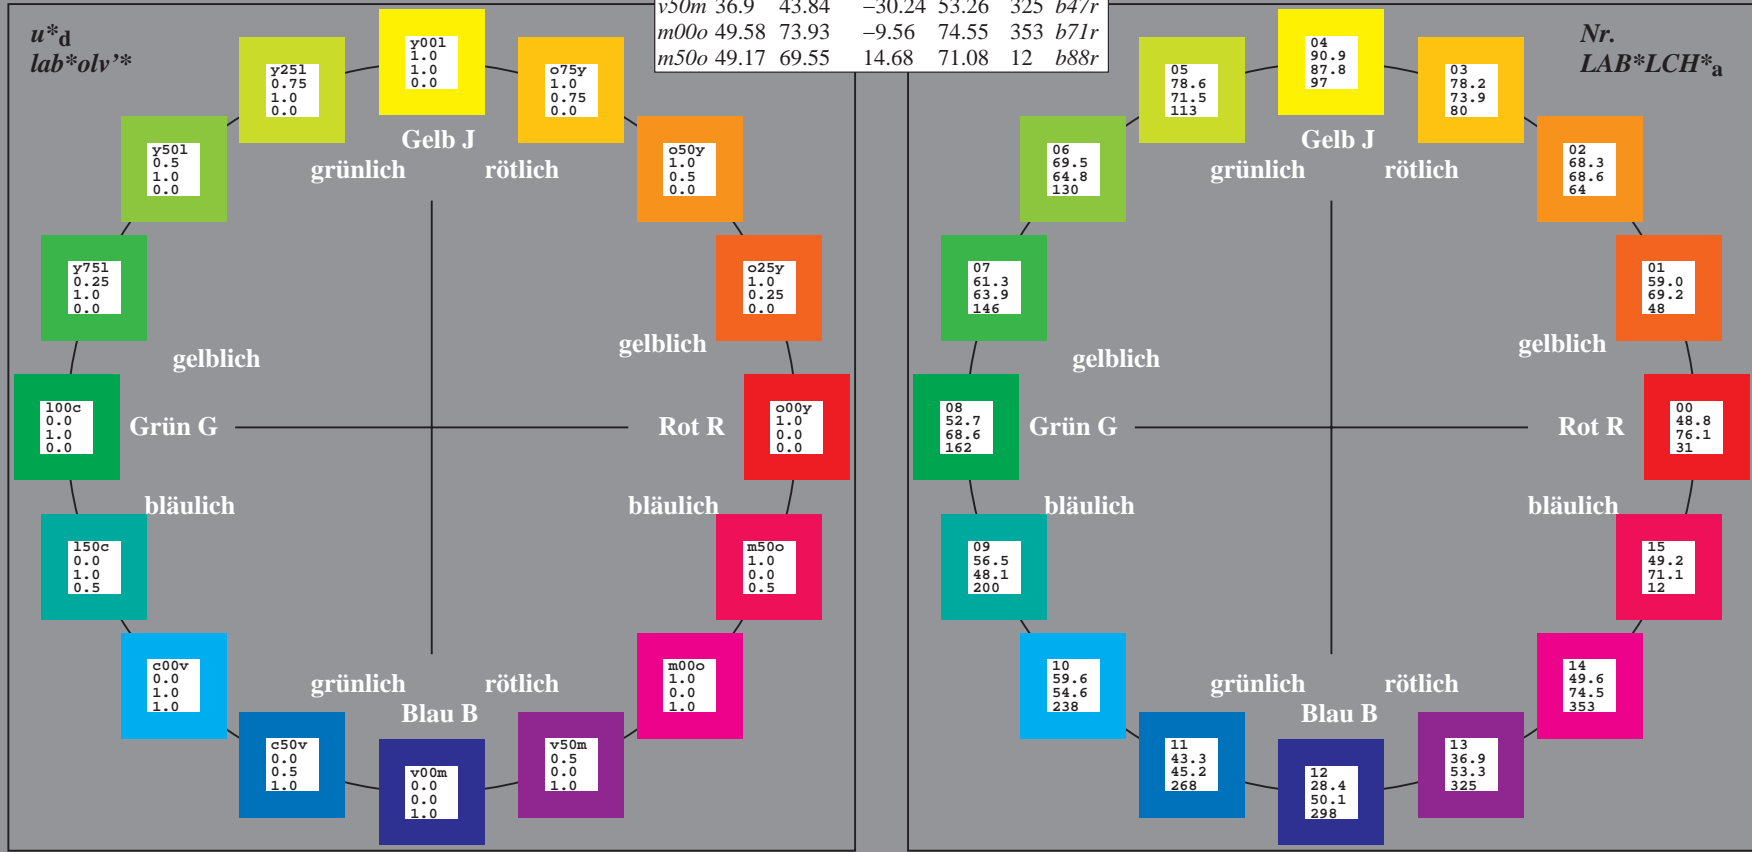 v50m 36.9 43.84 −30.24 53.26 325 b47r
m00o 49.58 73.93 −9.56 74.55 353 b71r
m50o 49.17 69.55 14.68 71.08 12 b88r
u*d
lab*olv'*
y00l
1.0
1.0
0.0
y25l
0.75
1.0
0.0
o75y
1.0
0.75
0.0
y50l
0.5
1.0
0.0
o50y
1.0
0.5
0.0
Gelb J
grünlich rötlich
y75l
0.25
1.0
0.0
o25y
1.0
0.25
0.0
gelblich
gelblich
l00c
0.0
1.0
0.0
Grün G
Rot R
o00y
1.0
0.0
0.0
bläulich
bläulich
l50c
0.0
1.0
0.5
m50o
1.0
0.0
0.5
c00v
0.0
1.0
1.0
m00o
1.0
0.0
1.0
grünlich rötlich
Blau B
c50v
0.0
0.5
1.0
v00m
0.0
0.0
1.0
v50m
0.5
0.0
1.0
Nr.
LAB*LCH*a
04
90.9
87.8
97
05
78.6
71.5
113
03
78.2
73.9
80
06
69.5
64.8
130
02
68.3
68.6
64
Gelb J
grünlich rötlich
07
61.3
63.9
146
01
59.0
69.2
48
gelblich
gelblich
08
52.7
68.6
162
Grün G
Rot R
00
48.8
76.1
31
bläulich
bläulich
09
56.5
48.1
200
15
49.2
71.1
12
10
59.6
54.6
238
14
49.6
74.5
353
grünlich rötlich
Blau B
11
43.3
45.2
268
12
28.4
50.1
298
13
36.9
53.3
325